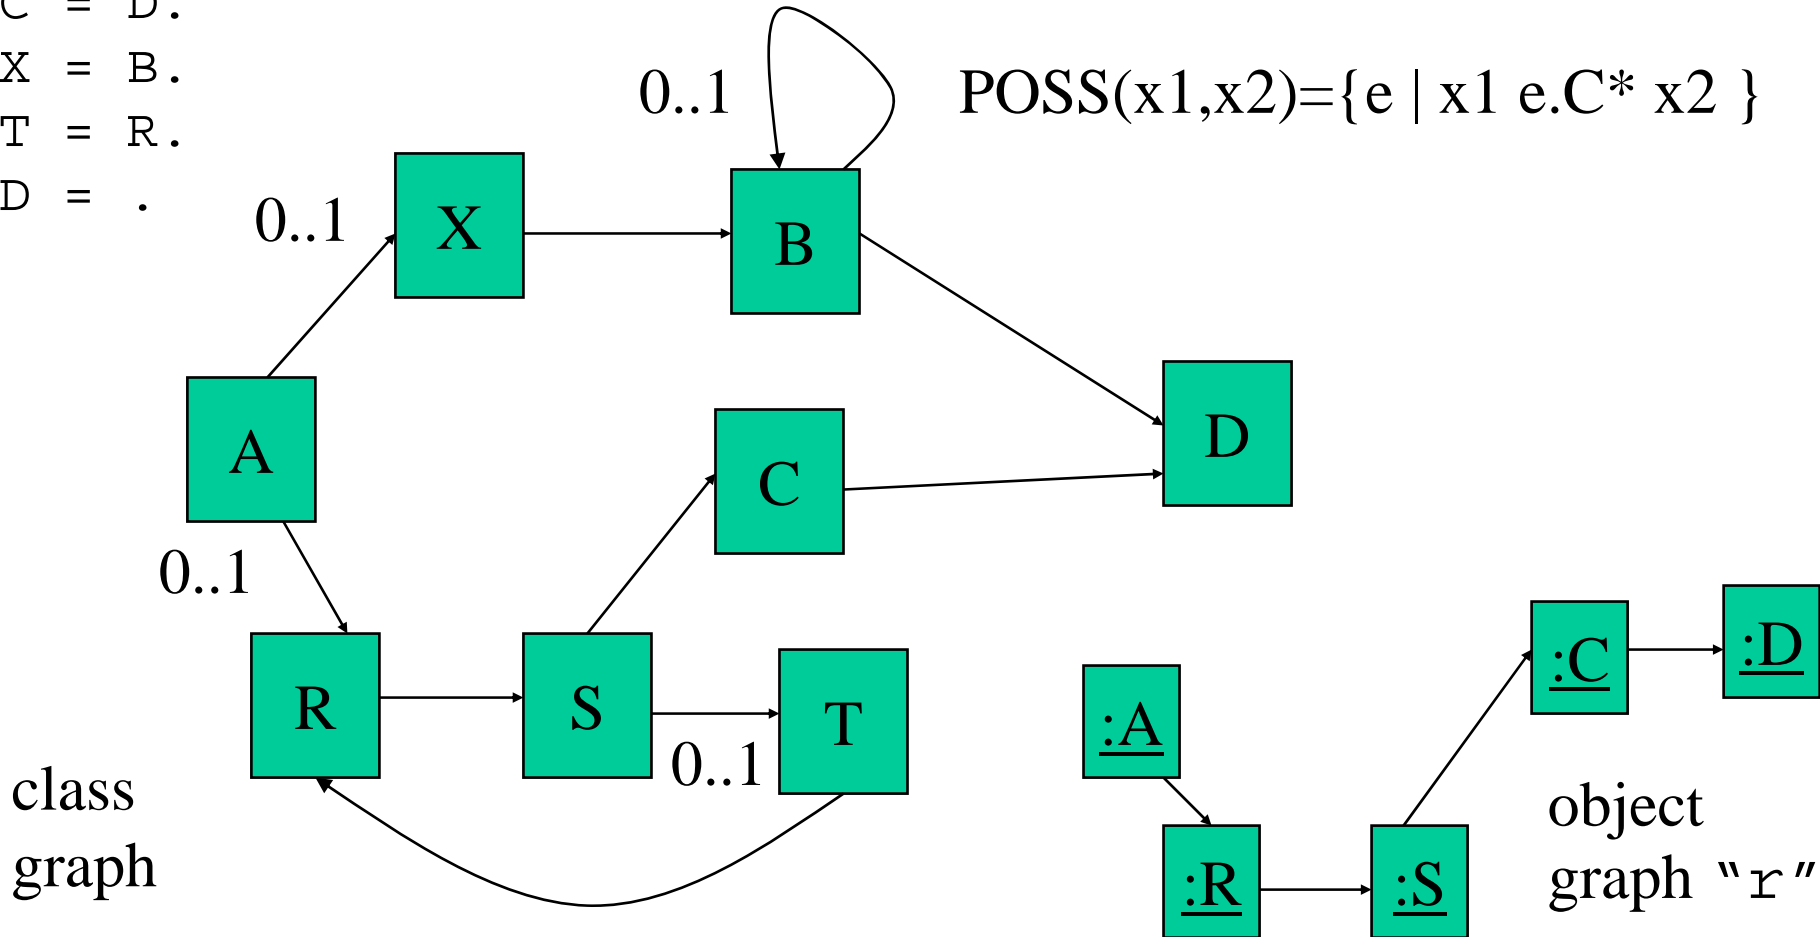 C = D.
X = B.
T = R.
D = .
0..1
POSS(x1,x2)={e | x1 e.C* x2 }
0..1
X
B
A
C
D
0..1
R
S
T
0..1
class
graph
:A
:R
:S
:C
:D
object
graph “r”